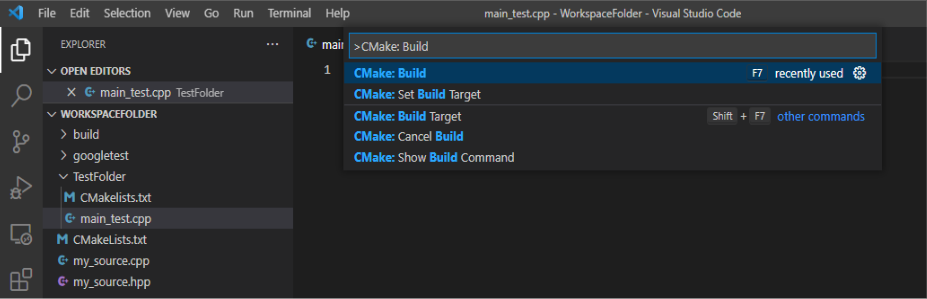 File Edit Selection View Go Run Terminal Help main_test.cpp - WorkspaceFolder - Visual Studio Code
EXPLORER
OPEN EDITORS
main_test.cpp TestFolder
WORKSPACEFOLDER
build
googletest
TestFolder
CMakelists.txt
main_test.cpp
CMakeLists.txt
my_source.cpp
my_source.hpp
mai
1
>CMake: Build
CMake: Build F7 recently used
CMake: Set Build Target
CMake: Build Target Shift + F7 other commands
CMake: Cancel Build
CMake: Show Build Command